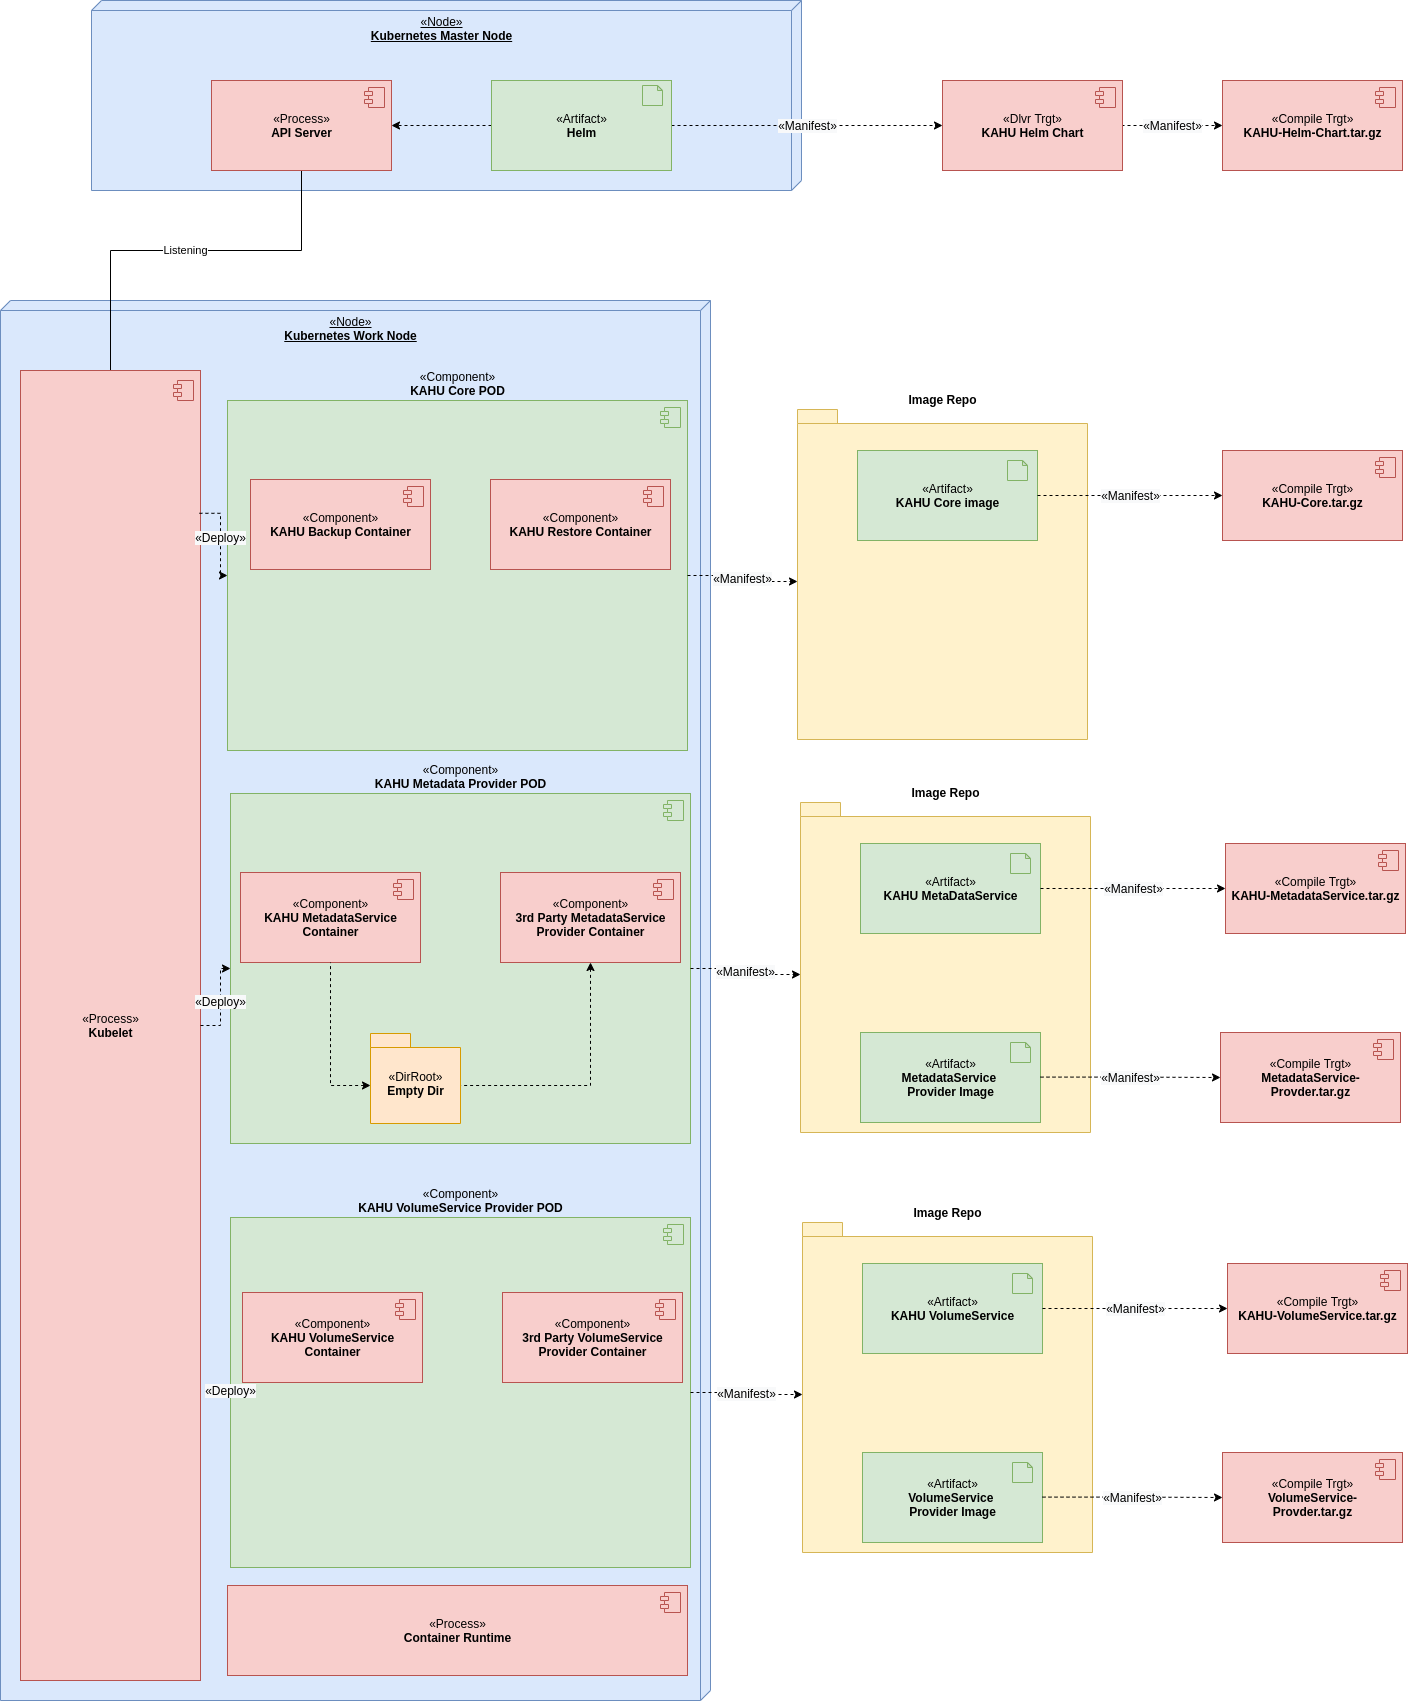 «Node»
Kubernetes Master Node
«Process»
API Server
«Artifact»
Helm
«Manifest»
«Dlvr Trgt»
KAHU Helm Chart
«Manifest»
«Compile Trgt»
KAHU-Helm-Chart.tar.gz
Listening
«Node»
Kubernetes Work Node
«Process»
Kubelet
«Component»
KAHU Core POD
«Deploy»
«Component»
KAHU Backup Container
«Component»
KAHU Restore Container
«Manifest»
Image Repo
«Artifact»
KAHU Core image
«Manifest»
«Compile Trgt»
KAHU-Core.tar.gz
«Component»
KAHU Metadata Provider POD
«Deploy»
«Component»
KAHU MetadataService
Container
«Component»
3rd Party MetadataService
Provider Container
«DirRoot»
Empty Dir
«Manifest»
Image Repo
«Artifact»
KAHU MetaDataService
«Manifest»
«Compile Trgt»
KAHU-MetadataService.tar.gz
«Artifact»
MetadataService
Provider Image
«Manifest»
«Compile Trgt»
MetadataService-
Provder.tar.gz
«Component»
KAHU VolumeService Provider POD
«Deploy»
«Component»
KAHU VolumeService
Container
«Component»
3rd Party VolumeService
Provider Container
«Manifest»
Image Repo
«Artifact»
KAHU VolumeService
«Manifest»
«Compile Trgt»
KAHU-VolumeService.tar.gz
«Artifact»
VolumeService
Provider Image
«Manifest»
«Compile Trgt»
VolumeService-
Provder.tar.gz
«Process»
Container Runtime